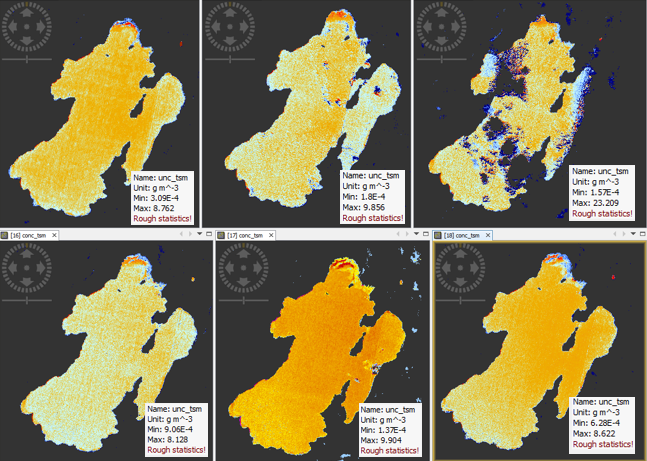 Name: unc_tsm
Unit: g m^-3
Min: 3.09E-4
Max: 8.762
Rough statistics!
Name: unc_tsm
Unit: g m^-3
Min: 1.8E-4
Max: 9.856
Rough statistics!
Name: unc_tsm
Unit: g m^-3
Min: 1.57E-4
Max: 23.209
Rough statistics!
[16] conc_tsm
[17] conc_tsm
[18] conc_tsm
Name: unc_tsm
Unit: g m^-3
Min: 9.06E-4
Max: 8.128
Rough statistics!
Name: unc_tsm
Unit: g m^-3
Min: 1.37E-4
Max: 9.904
Rough statistics!
Name: unc_tsm
Unit: g m^-3
Min: 6.28E-4
Max: 8.622
Rough statistics!